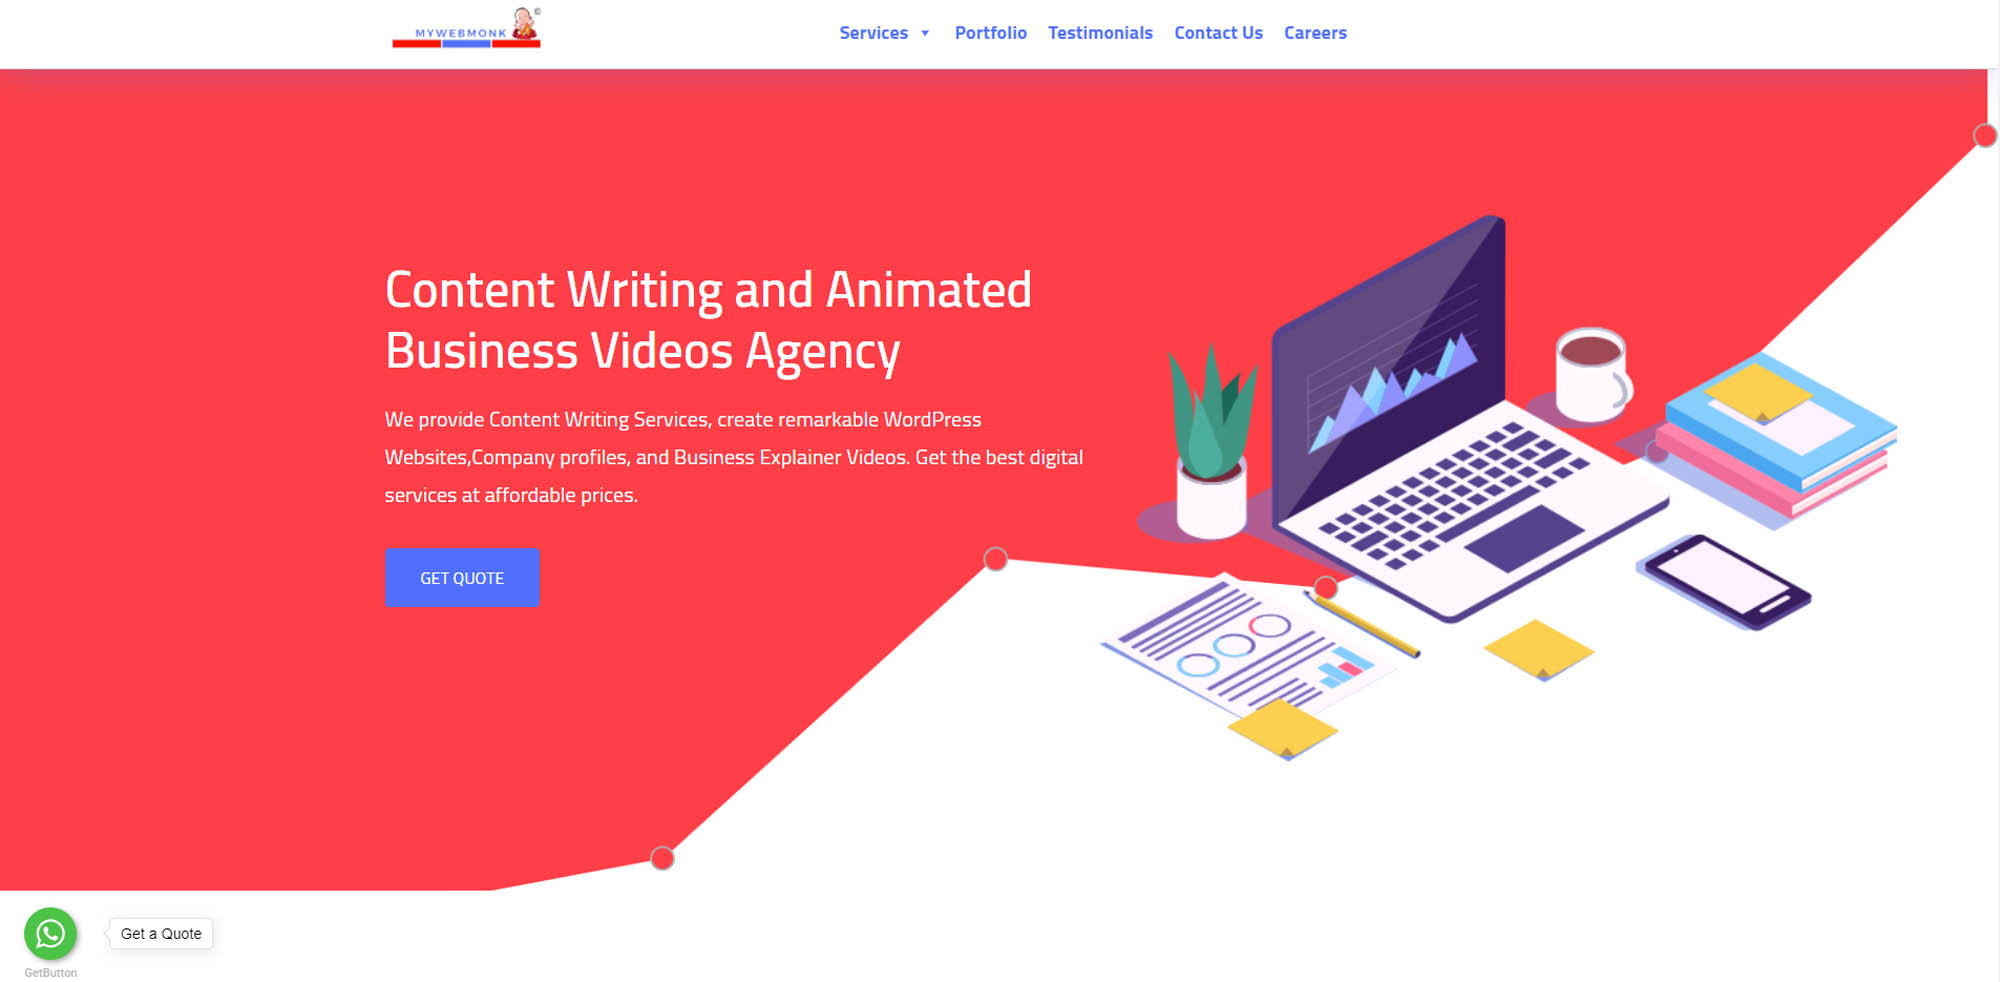 MYWEBMONK ©
Services Portfolio Testimonials Contact Us Careers
Content Writing and Animated
Business Videos Agency
We provide Content Writing Services, create remarkable WordPress
Websites,Company profiles, and Business Explainer Videos. Get the best digital
services at affordable prices.
GET QUOTE
Get a Quote
GetButton